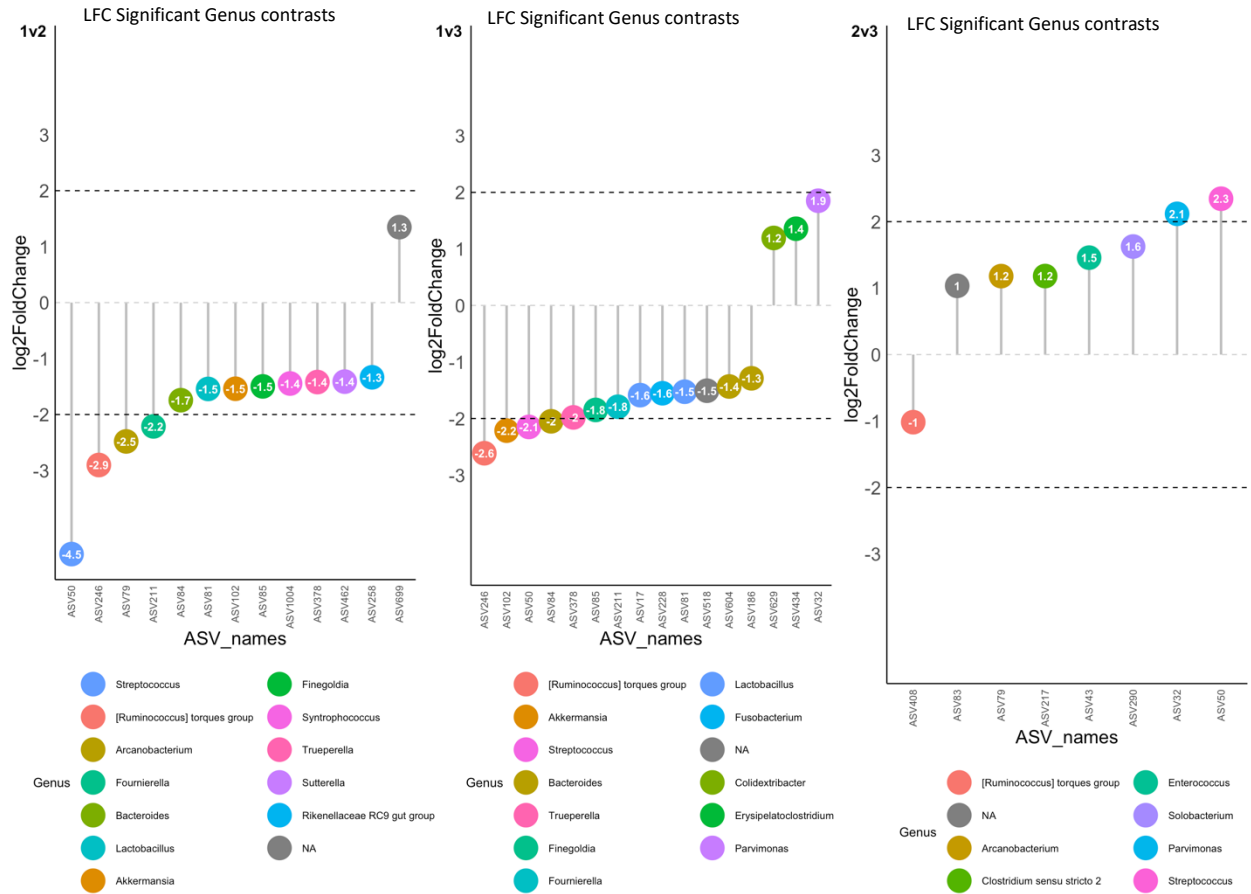 LFC Significant Genus contrasts
1v2
3
2
1
0
-1
-2
-3
log2FoldChange
-4.5
-2.9
-2.5
-2.2
-1.7
-1.5
-1.5
-1.5
-1.4
-1.4
-1.4
-1.3
1.3
ASV50
ASV246
ASV79
ASV211
ASV84
ASV81
ASV102
ASV85
ASV1004
ASV378
ASV462
ASV258
ASV699
ASV_names
Genus
Streptococcus
[Ruminococcus] torques group
Arcanobacterium
Fournierella
Bacteroides
Lactobacillus
Akkermansia
Finegoldia
Syntrophococcus
Trueperella
Sutterella
Rikenellaceae RC9 gut group
NA
LFC Significant Genus contrasts
1v3
3
2
1
0
-1
-2
-3
log2FoldChange
-2.6
-2.2
-2.1
-2
-2
-1.8
-1.8
-1.6
-1.6
-1.5
-1.5
-1.4
-1.3
1.2
1.4
1.9
ASV246
ASV102
ASV50
ASV84
ASV378
ASV85
ASV211
ASV17
ASV228
ASV81
ASV518
ASV604
ASV186
ASV629
ASV434
ASV32
ASV_names
Genus
[Ruminococcus] torques group
Akkermansia
Streptococcus
Bacteroides
Trueperella
Finegoldia
Fournierella
Lactobacillus
Fusobacterium
NA
Colidextribacter
Erysipelatoclostridium
Parvimonas
LFC Significant Genus contrasts
2v3
3
2
1
0
-1
-2
-3
log2FoldChange
-1
1
1.2
1.2
1.5
1.6
2.1
2.3
ASV408
ASV83
ASV79
ASV217
ASV43
ASV290
ASV32
ASV50
ASV_names
Genus
[Ruminococcus] torques group
NA
Arcanobacterium
Clostridium sensu stricto 2
Enterococcus
Solobacterium
Parvimonas
Streptococcus